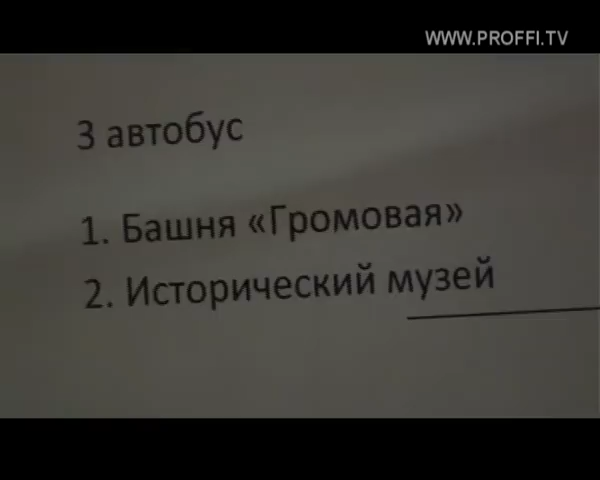 WWW.PROFFI.TV
3 автобус
1. Башня «Громовая»
2. Исторический музей